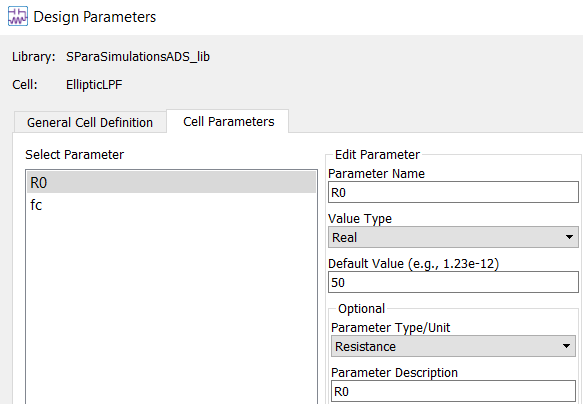 Design Parameters
Library: SParaSimulationsADS_lib
Cell: EllipticLPF
General Cell Definition Cell Parameters
Select Parameter
R0
fc
Edit Parameter
Parameter Name
R0
Value Type
Real
Default Value (e.g., 1.23e-12)
50
Optional
Parameter Type/Unit
Resistance
Parameter Description
R0